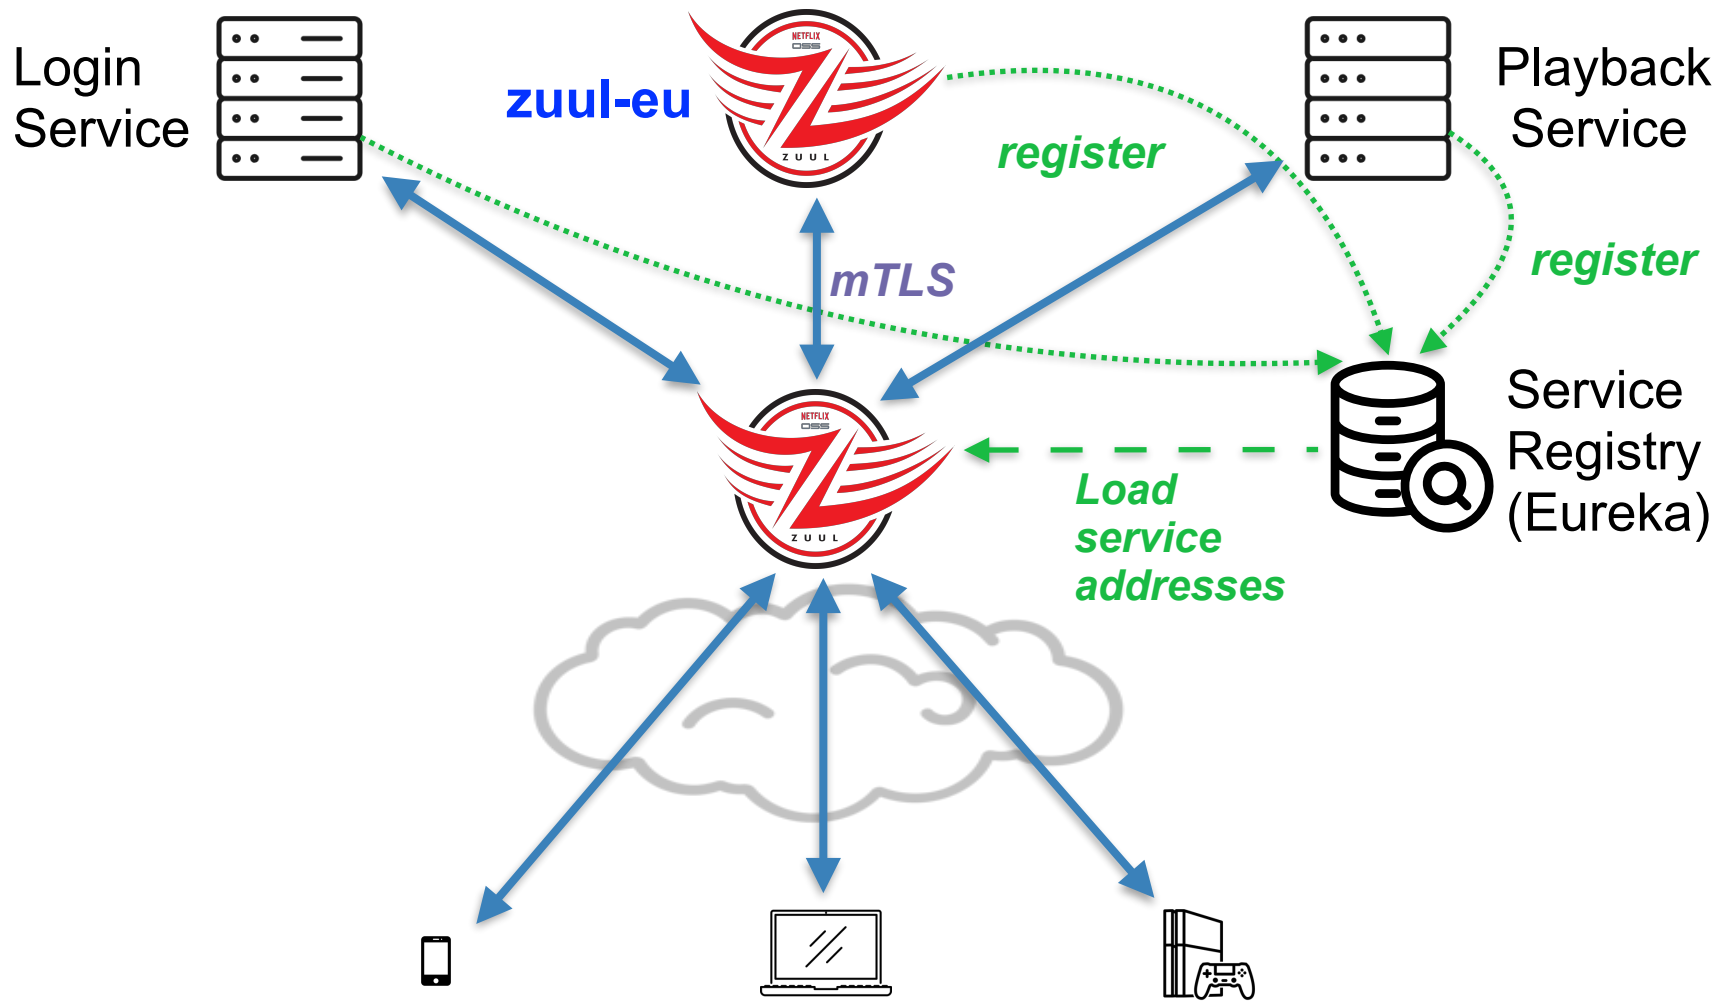 Login
Service
zuul-eu
NETFLIX
OSS
ZUUL
Playback
Service
register
register
mTLS
Service
Registry
(Eureka)
NETFLIX
OSS
ZUUL
Load
service
addresses